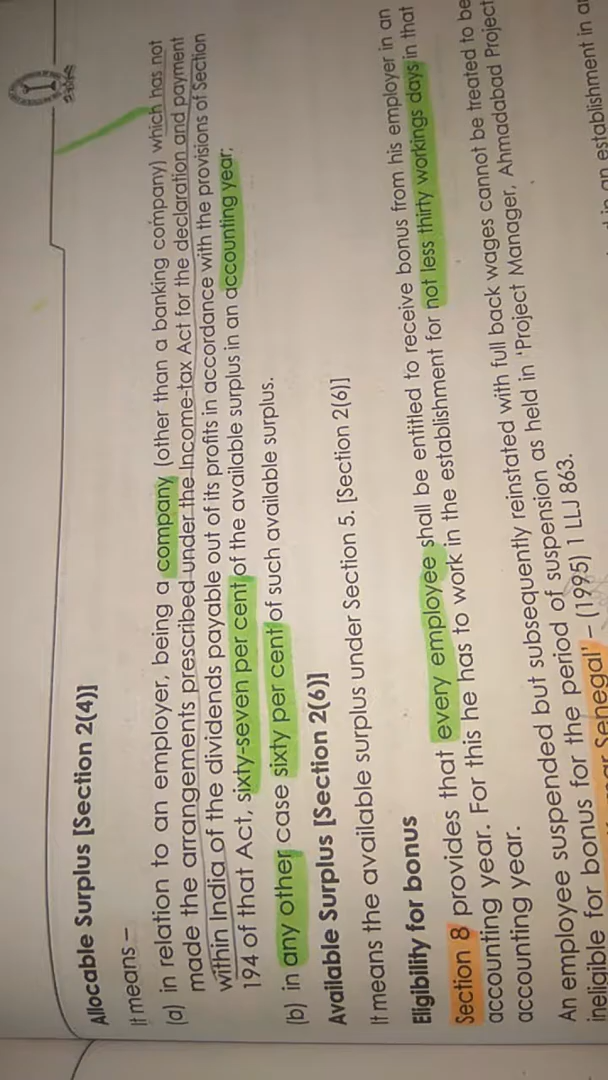 Allocable Surplus [Section 2(4)]
It means –
(a) in relation to an employer, being a company (other than a banking company) which has not
made the arrangements prescribed under the Income-tax Act for the declaration and payment
within India of the dividends payable out of its profits in accordance with the provisions of Section
194 of that Act, sixty-seven per cent of the available surplus in an accounting year;
(b) in any other case sixty per cent of such available surplus.
Available Surplus [Section 2(6)]
It means the available surplus under Section 5. [Section 2(6)]
Eligibility for bonus
Section 8 provides that every employee shall be entitled to receive bonus from his employer in an
accounting year. For this he has to work in the establishment for not less thirty workings days in that
accounting year.
An employee suspended but subsequently reinstated with full back wages cannot be treated to be
ineligible for bonus for the period of suspension as held in 'Project Manager, Ahmadabad Project
Senegal' – (1995) 1 LLJ 863.
in an establishment in